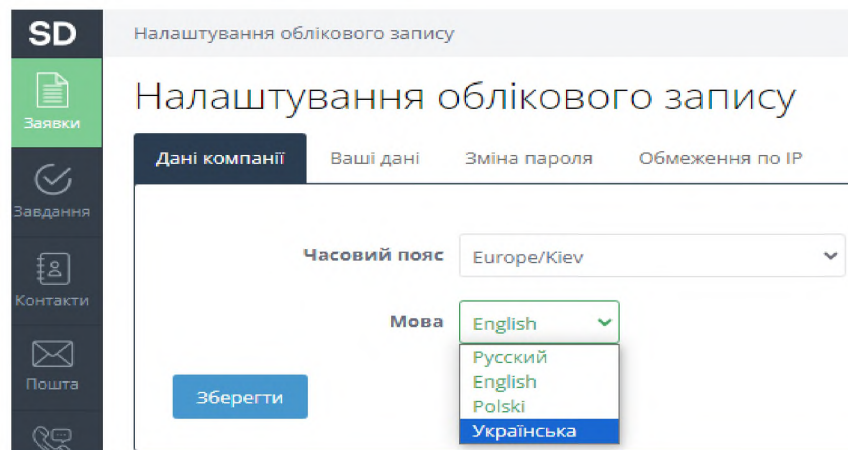 SD
Налаштування облікового запису
Заявки
Завдання
Контакти
Пошта
Налаштування облікового запису
Дані компанії Ваші дані Зміна пароля Обмеження по IP
Часовий пояс Europe/Kiev
Мова English
Русский
English
Polski
Українська
Зберегти